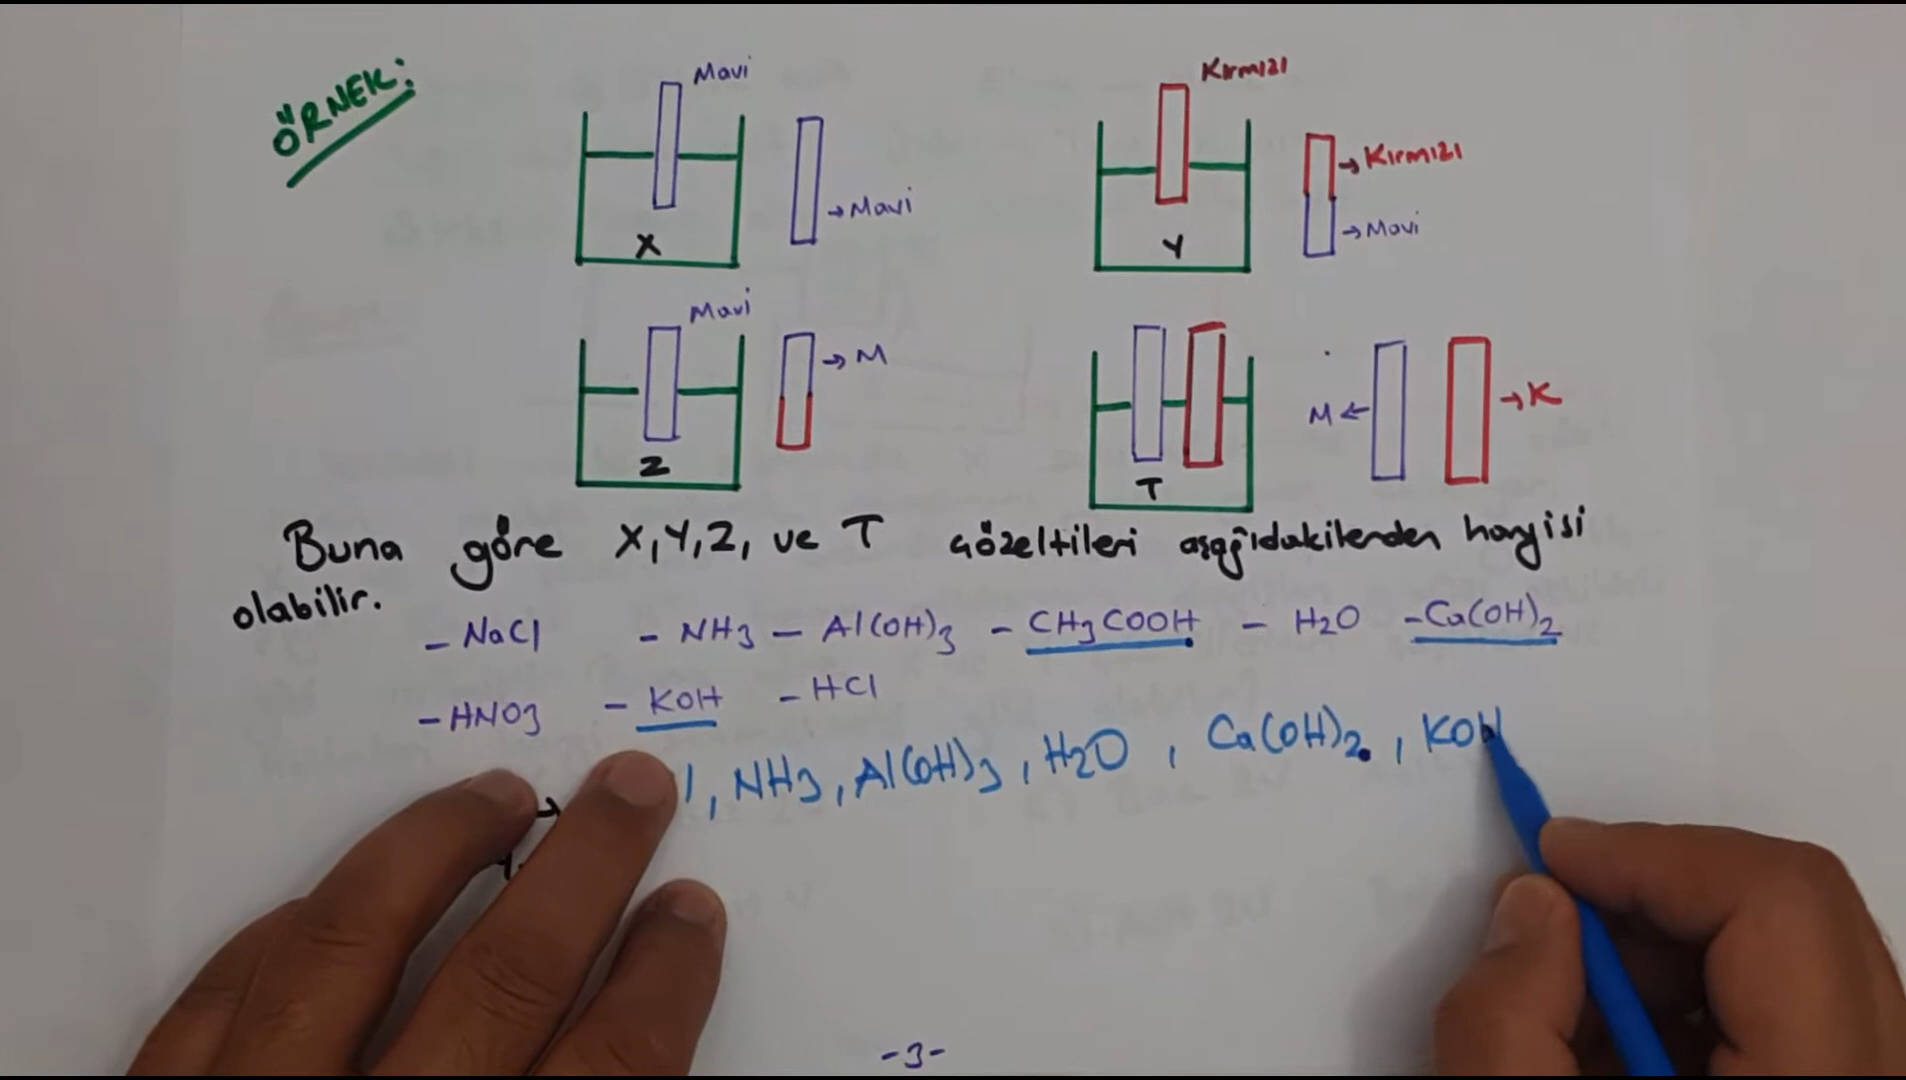 ÖRNEK:
Mavi
→Mavi
X
Kırmızı
→Kırmızı
→Mavi
Y
Mavi
→M
Z
M←
→K
T
Buna göre X,Y,Z, ve T çözeltileri aşağıdakilerden hangisi
olabilir.
- NaCl - NH3 - Al(OH)3 - CH3COOH - H2O - Ca(OH)2
- HNO3 - KOH - HCl
, NH3, Al(OH)3, H2O, Ca(OH)2, KOH
-3-